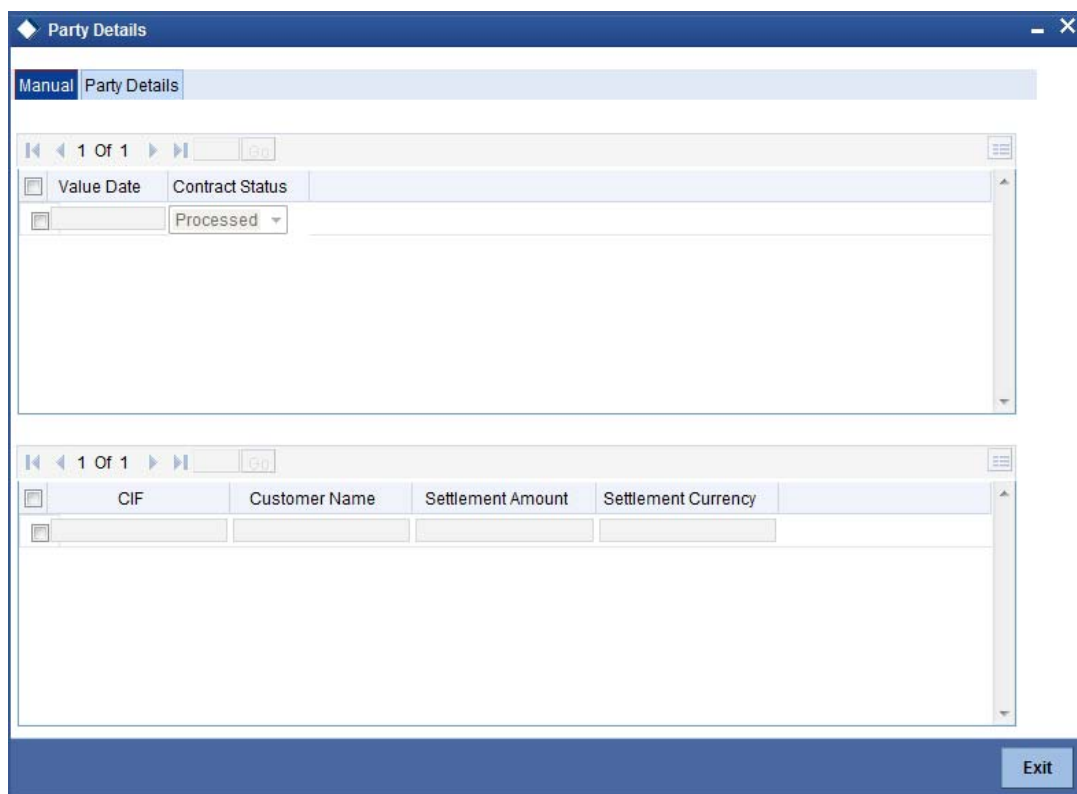 Party Details
Manual Party Details
1 Of 1 Go
Value Date Contract Status
Processed
1 Of 1 Go
CIF Customer Name Settlement Amount Settlement Currency
Exit